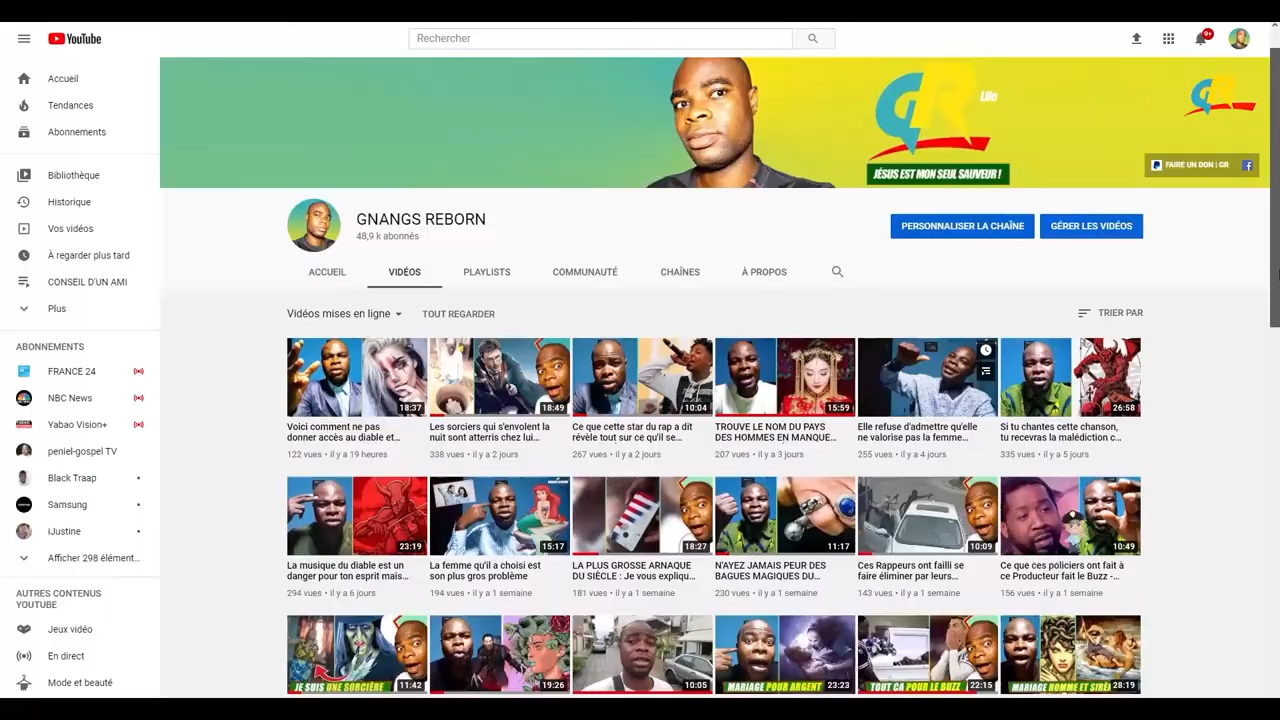 YouTube
Rechercher
9+
Accueil
Tendances
Abonnements
Bibliothèque
Historique
Vos vidéos
À regarder plus tard
CONSEIL D'UN AMI
Plus
ABONNEMENTS
FRANCE 24
NBC News
Yabao Vision+
peniel-gospel TV
Black Traap
Samsung
iJustine
Afficher 298 élément...
AUTRES CONTENUS
YOUTUBE
Jeux vidéo
En direct
Mode et beauté
GR
JÉSUS EST MON SEUL SAUVEUR !
GR
FAIRE UN DON | GR
GNANGS REBORN
48,9 k abonnés
PERSONNALISER LA CHAÎNE
GÉRER LES VIDÉOS
ACCUEIL
VIDÉOS
PLAYLISTS
COMMUNAUTÉ
CHAÎNES
À PROPOS
Vidéos mises en ligne
TOUT REGARDER
TRIER PAR
18:37
Voici comment ne pas
donner accès au diable et...
122 vues • il y a 19 heures
18:49
Les sorciers qui s'envolent la
nuit sont atterris chez lui...
338 vues • il y a 2 jours
10:04
Ce que cette star du rap a dit
révèle tout sur ce qu'il se...
267 vues • il y a 2 jours
15:59
TROUVE LE NOM DU PAYS
DES HOMMES EN MANQUE...
207 vues • il y a 3 jours
Elle refuse d'admettre qu'elle
ne valorise pas la femme...
255 vues • il y a 4 jours
26:58
Si tu chantes cette chanson,
tu recevras la malédiction c...
335 vues • il y a 5 jours
23:19
La musique du diable est un
danger pour ton esprit mais...
294 vues • il y a 6 jours
15:17
La femme qu'il a choisi est
son plus gros problème
194 vues • il y a 1 semaine
18:27
LA PLUS GROSSE ARNAQUE
DU SIÈCLE : Je vous expliqu...
181 vues • il y a 1 semaine
11:17
N'AYEZ JAMAIS PEUR DES
BAGUES MAGIQUES DU...
230 vues • il y a 1 semaine
10:09
Ces Rappeurs ont failli se
faire éliminer par leurs...
143 vues • il y a 1 semaine
10:49
Ce que ces policiers ont fait à
ce Producteur fait le Buzz -...
156 vues • il y a 1 semaine
JE SUIS UNE SORCIÈRE
11:42
19:26
10:05
MARIAGE POUR ARGENT
23:23
TOUT ÇA POUR LE BUZZ
22:15
MARIAGE HOMME ET
28:19